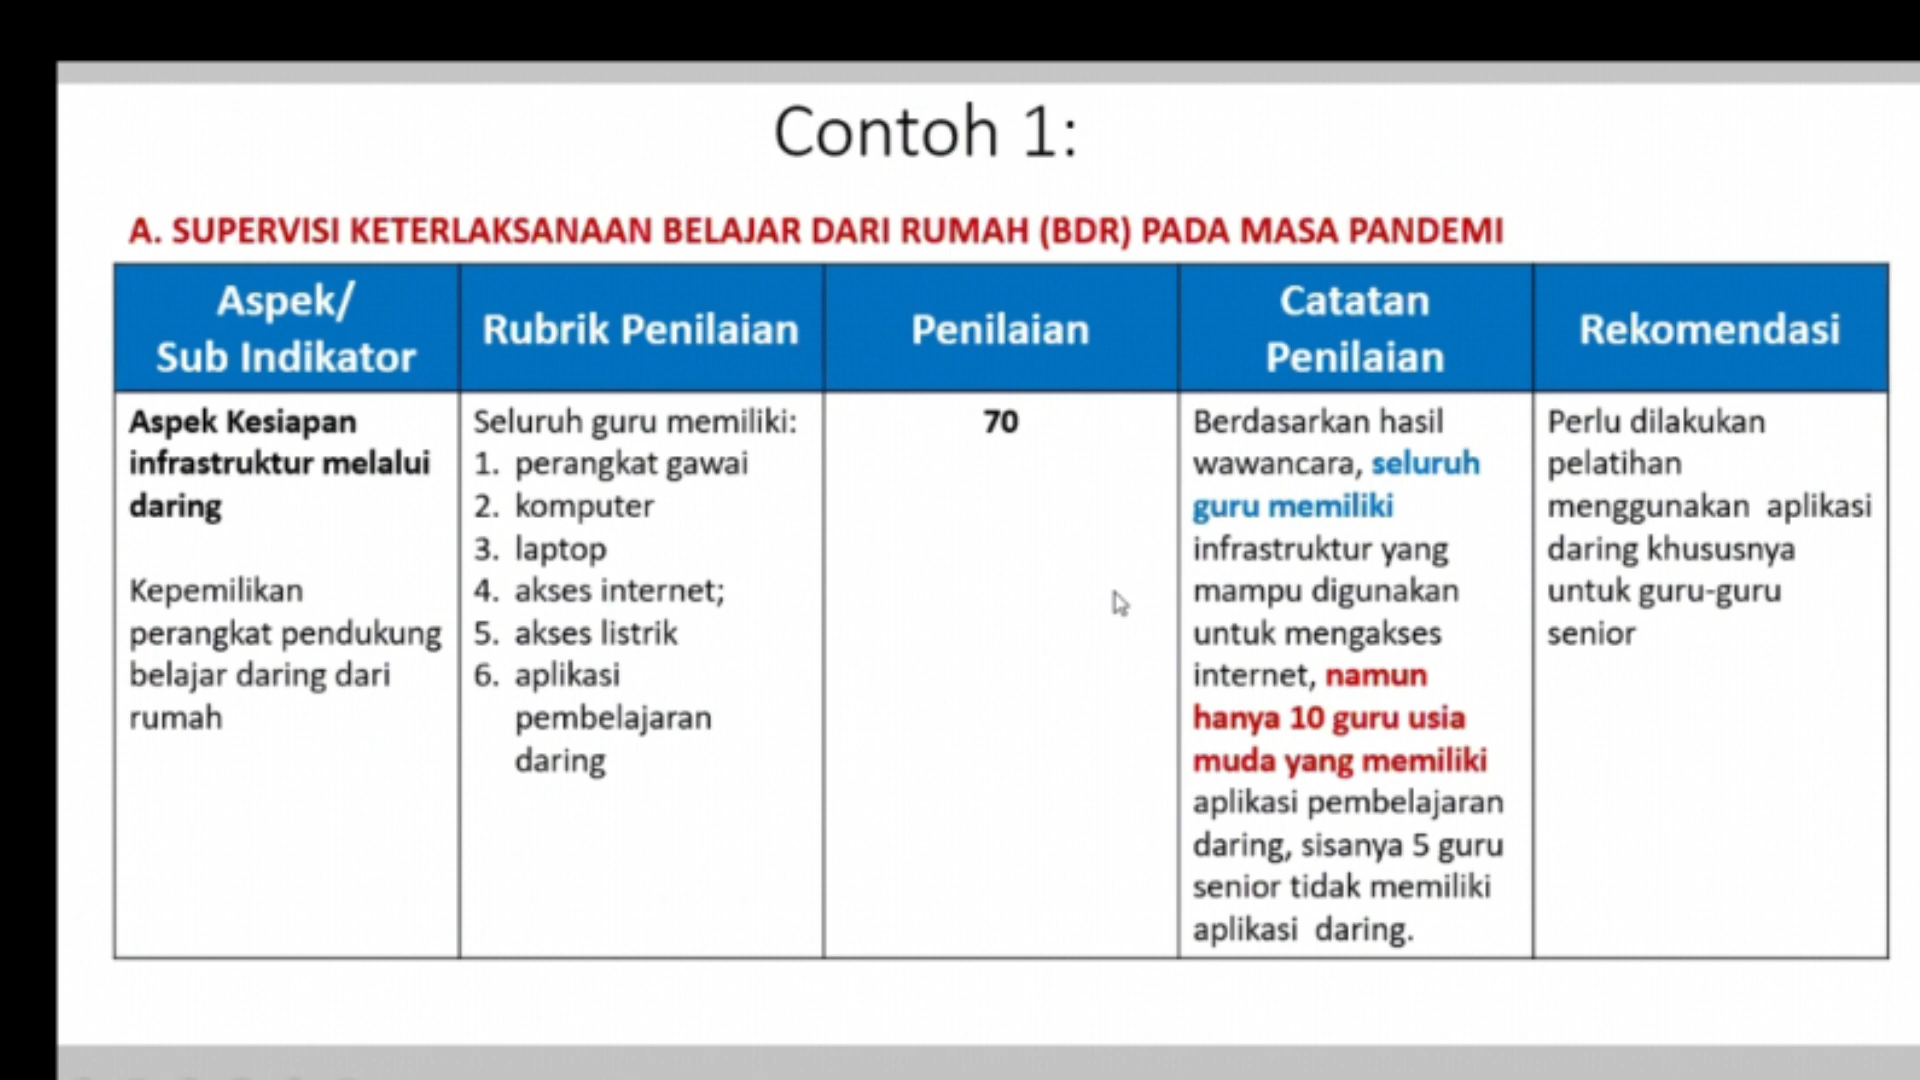 Contoh 1:
A. SUPERVISI KETERLAKSANAAN BELAJAR DARI RUMAH (BDR) PADA MASA PANDEMI
Aspek/
Sub Indikator
Rubrik Penilaian
Penilaian
Catatan
Penilaian
Rekomendasi
Aspek Kesiapan
infrastruktur melalui
daring
Kepemilikan
perangkat pendukung
belajar daring dari
rumah
Seluruh guru memiliki:
1. perangkat gawai
2. komputer
3. laptop
4. akses internet;
5. akses listrik
6. aplikasi
pembelajaran
daring
70
Berdasarkan hasil
wawancara, seluruh
guru memiliki
infrastruktur yang
mampu digunakan
untuk mengakses
internet, namun
hanya 10 guru usia
muda yang memiliki
aplikasi pembelajaran
daring, sisanya 5 guru
senior tidak memiliki
aplikasi daring.
Perlu dilakukan
pelatihan
menggunakan aplikasi
daring khususnya
untuk guru-guru
senior